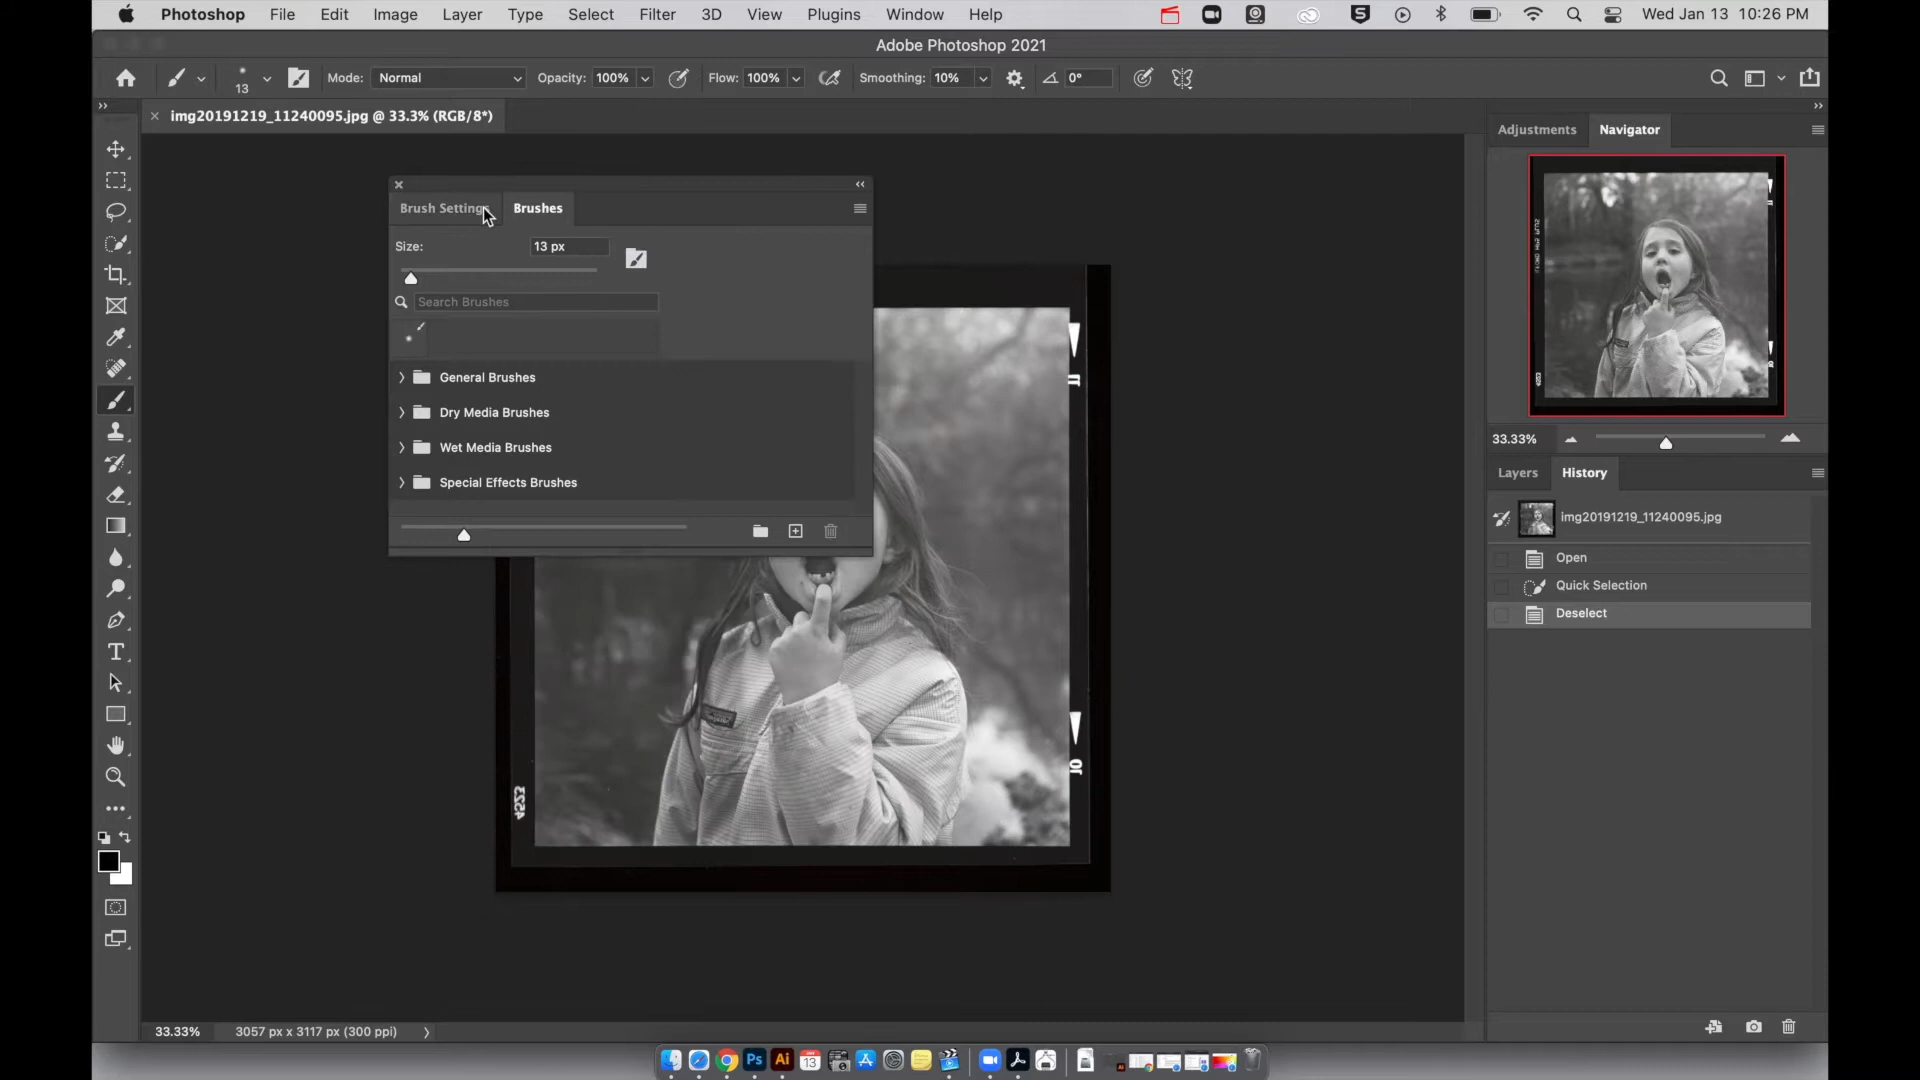 Photoshop File Edit Image Layer Type Select Filter 3D View Plugins Window Help Wed Jan 13 10:26 PM
Adobe Photoshop 2021
13 Mode: Normal Opacity: 100% Flow: 100% Smoothing: 10% 0°
img20191219_11240095.jpg @ 33.3% (RGB/8*)
Adjustments Navigator
Brush Settings Brushes
Size: 13 px
Search Brushes
General Brushes
Dry Media Brushes
Wet Media Brushes
Special Effects Brushes
33.33%
Layers History
img20191219_11240095.jpg
Open
Quick Selection
Deselect
4523
33.33% 3057 px x 3117 px (300 ppi)